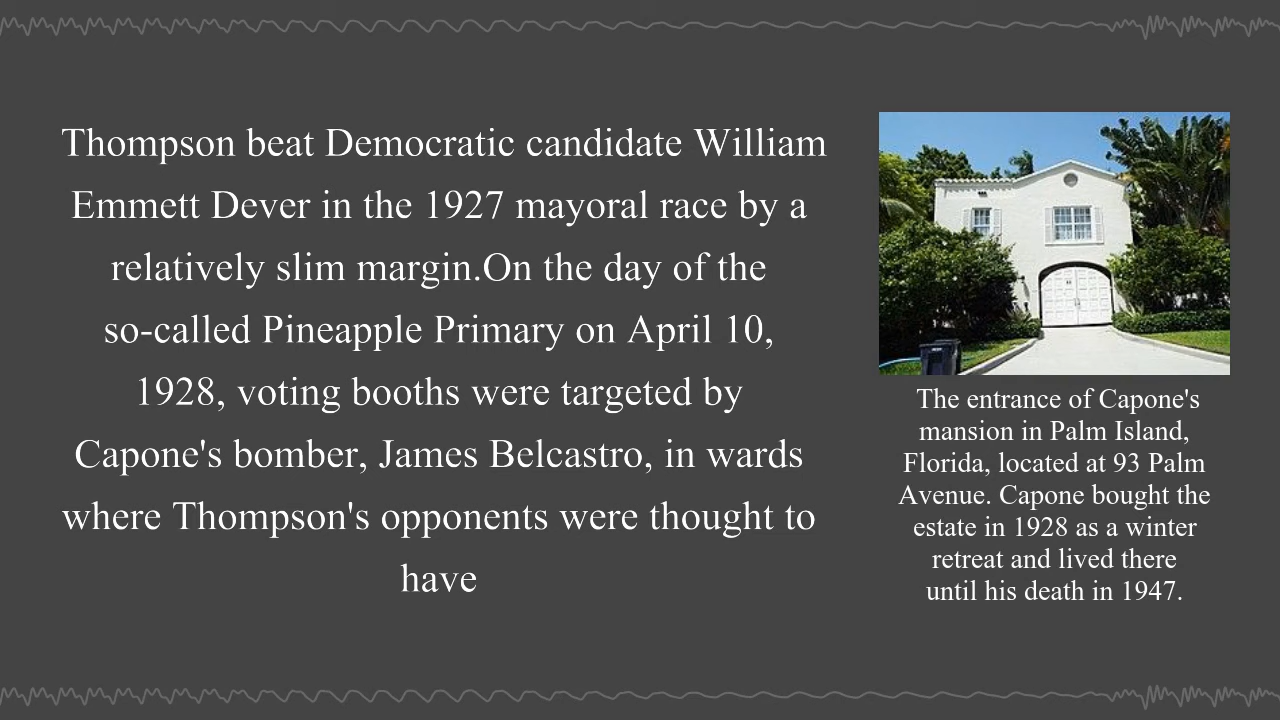 Thompson beat Democratic candidate William
Emmett Dever in the 1927 mayoral race by a
relatively slim margin.On the day of the
so-called Pineapple Primary on April 10,
1928, voting booths were targeted by
Capone's bomber, James Belcastro, in wards
where Thompson's opponents were thought to
have
The entrance of Capone's
mansion in Palm Island,
Florida, located at 93 Palm
Avenue. Capone bought the
estate in 1928 as a winter
retreat and lived there
until his death in 1947.